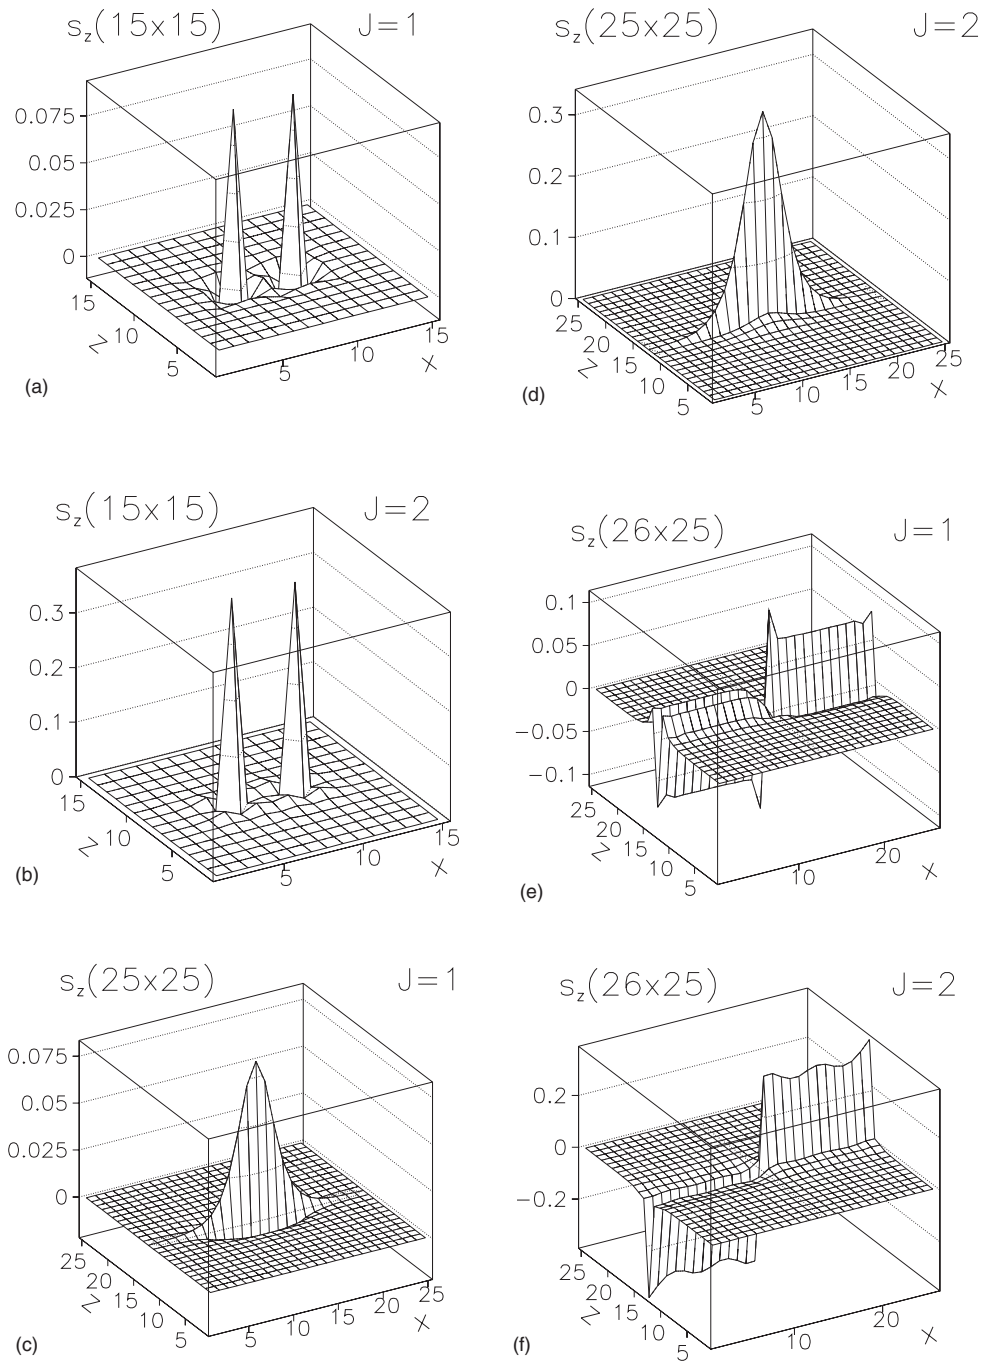 s_z(15x15) J=1
0.075
0.05
0.025
0
15
10
5
Z
5
10
15
X
(a)
s_z(25x25) J=2
0.3
0.2
0.1
0
25
20
15
10
5
Z
5
10
15
20
25
X
(d)
s_z(15x15) J=2
0.3
0.2
0.1
0
15
10
5
Z
5
10
15
X
(b)
s_z(26x25) J=1
0.1
0.05
0
−0.05
−0.1
25
20
15
10
5
Z
10
20
X
(e)
s_z(25x25) J=1
0.075
0.05
0.025
0
25
20
15
10
5
Z
5
10
15
20
25
X
(c)
s_z(26x25) J=2
0.2
0
−0.2
25
20
15
10
5
Z
10
20
X
(f)